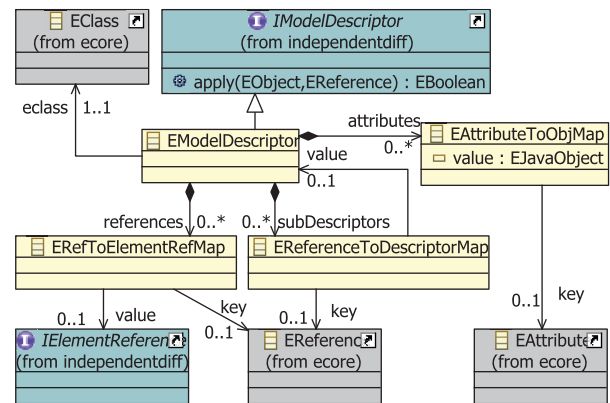 EClass
(from ecore)
IModelDescriptor
(from independentdiff)
apply(EObject,EReference) : EBoolean
eclass
1..1
attributes
0..*
EModelDescriptor
value
0..1
EAttributeToObjMap
value : EJavaObject
references
0..*
0..*
subDescriptors
ERefToElementRefMap
EReferenceToDescriptorMap
0..1
value
key
0..1
0..1
key
0..1
key
IElementReference
(from independentdiff)
EReference
(from ecore)
EAttribute
(from ecore)